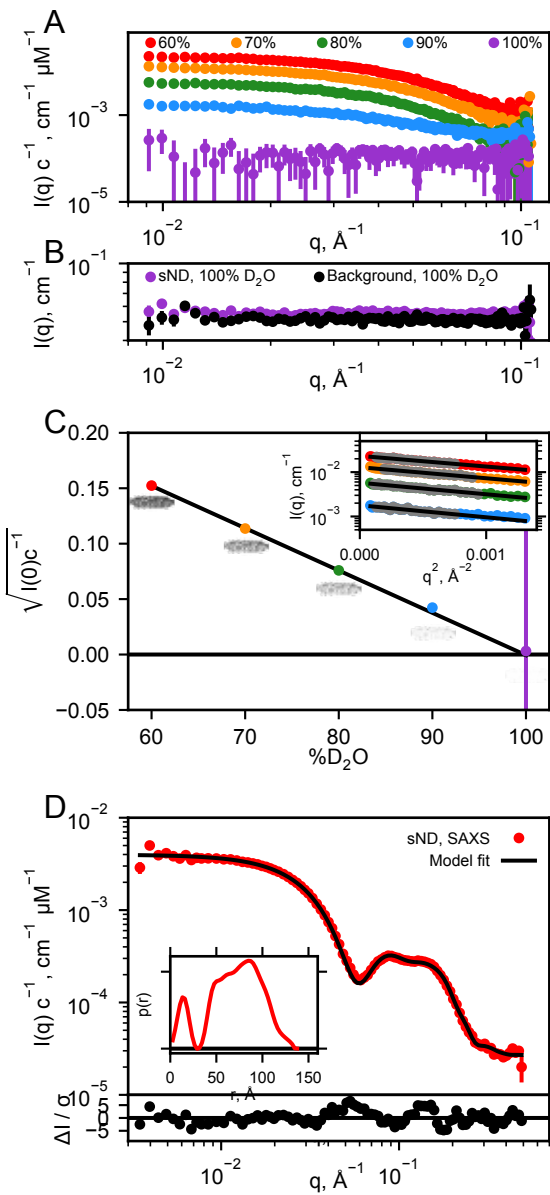 A
60% 70% 80% 90% 100%
I(q) c⁻¹, cm⁻¹ μM⁻¹
10⁻³
10⁻⁵
10⁻² 10⁻¹
q, Å⁻¹
B
10⁻¹
sND, 100% D₂O Background, 100% D₂O
I(q), cm⁻¹
10⁻² 10⁻¹
q, Å⁻¹
C
0.20
0.15
0.10
0.05
0.00
−0.05
√I(0)c⁻¹
I(q), cm⁻¹
10⁻²
10⁻³
0.000 0.001
q², Å⁻²
60 70 80 90 100
%D₂O
D
10⁻²
sND, SAXS
Model fit
I(q) c⁻¹, cm⁻¹ μM⁻¹
10⁻³
10⁻⁴
10⁻⁵
p(r)
0 50 100 150
r, Å
ΔI / σ
5
0
−5
10⁻² 10⁻¹
q, Å⁻¹